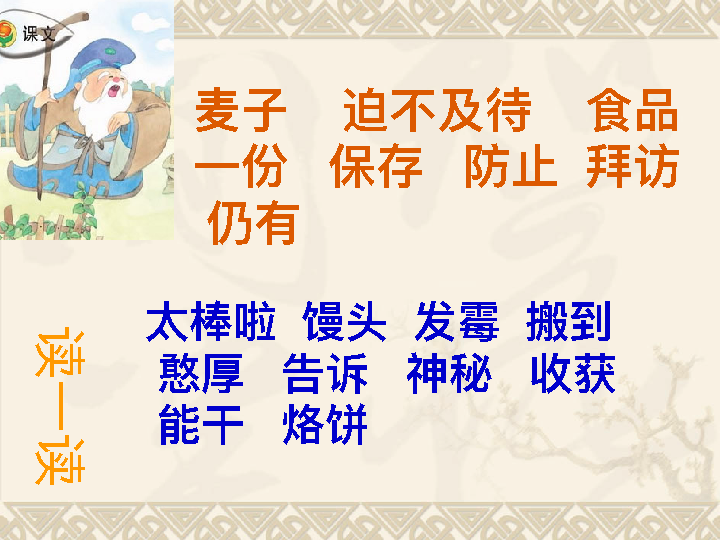 课文
麦子 迫不及待 食品
一份 保存 防止 拜访
仍有
太棒啦 馒头 发霉 搬到
憨厚 告诉 神秘 收获
能干 烙饼
读一读